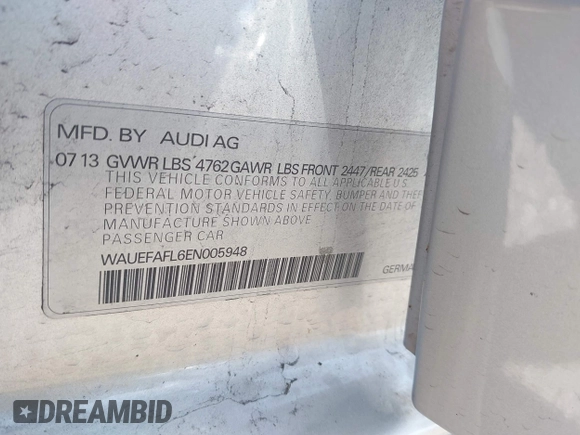 MFD. BY AUDI AG
07 13 GVWR LBS 4762 GAWR LBS FRONT 2447/REAR 2425
THIS VEHICLE CONFORMS TO ALL APPLICABLE U.S.
FEDERAL MOTOR VEHICLE SAFETY, BUMPER AND THEFT
PREVENTION STANDARDS IN EFFECT ON THE DATE OF
MANUFACTURE SHOWN ABOVE
PASSENGER CAR
WAUEFAFL6EN005948
GERMA
DREAMBID